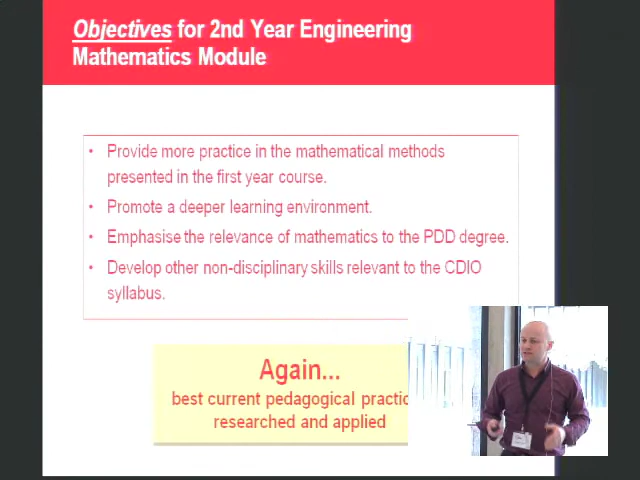 Objectives for 2nd Year Engineering
Mathematics Module
• Provide more practice in the mathematical methods
presented in the first year course.
• Promote a deeper learning environment.
• Emphasise the relevance of mathematics to the PDD degree.
• Develop other non-disciplinary skills relevant to the CDIO
syllabus.
Again...
best current pedagogical practic
researched and applied